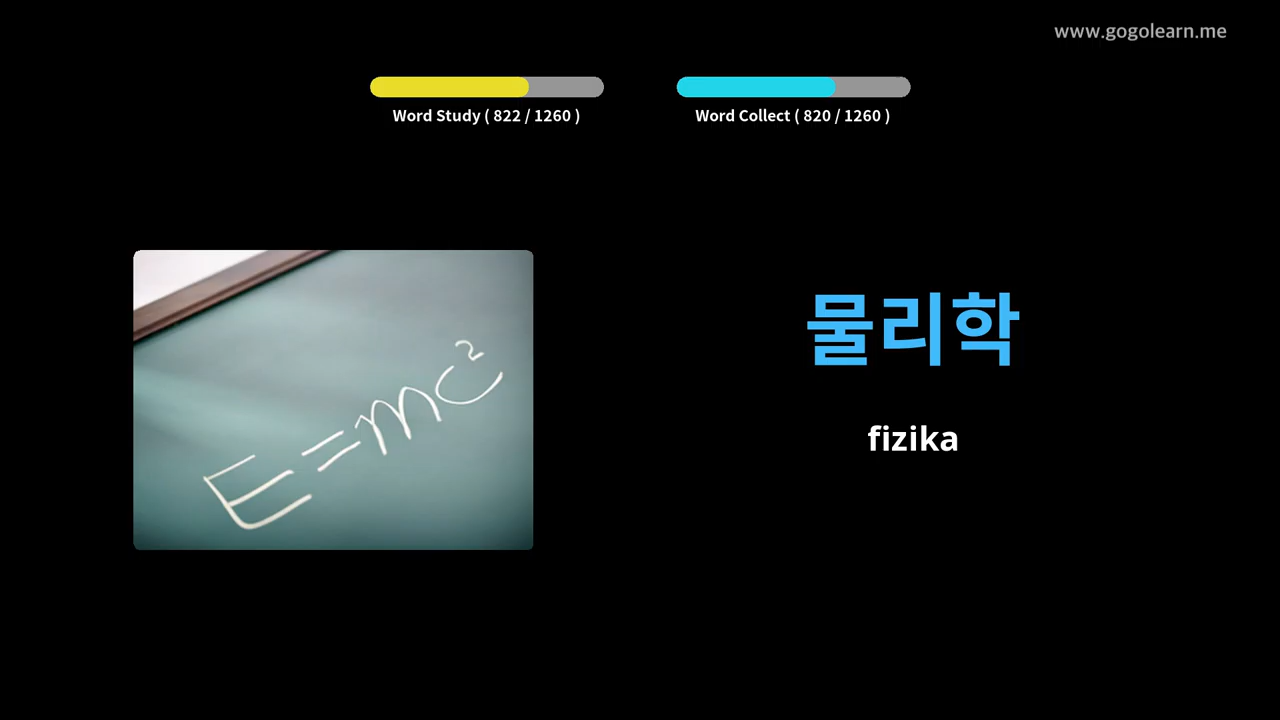 www.gogolearn.me
Word Study ( 822 / 1260 )
Word Collect ( 820 / 1260 )
E=mc²
물리학
fizika